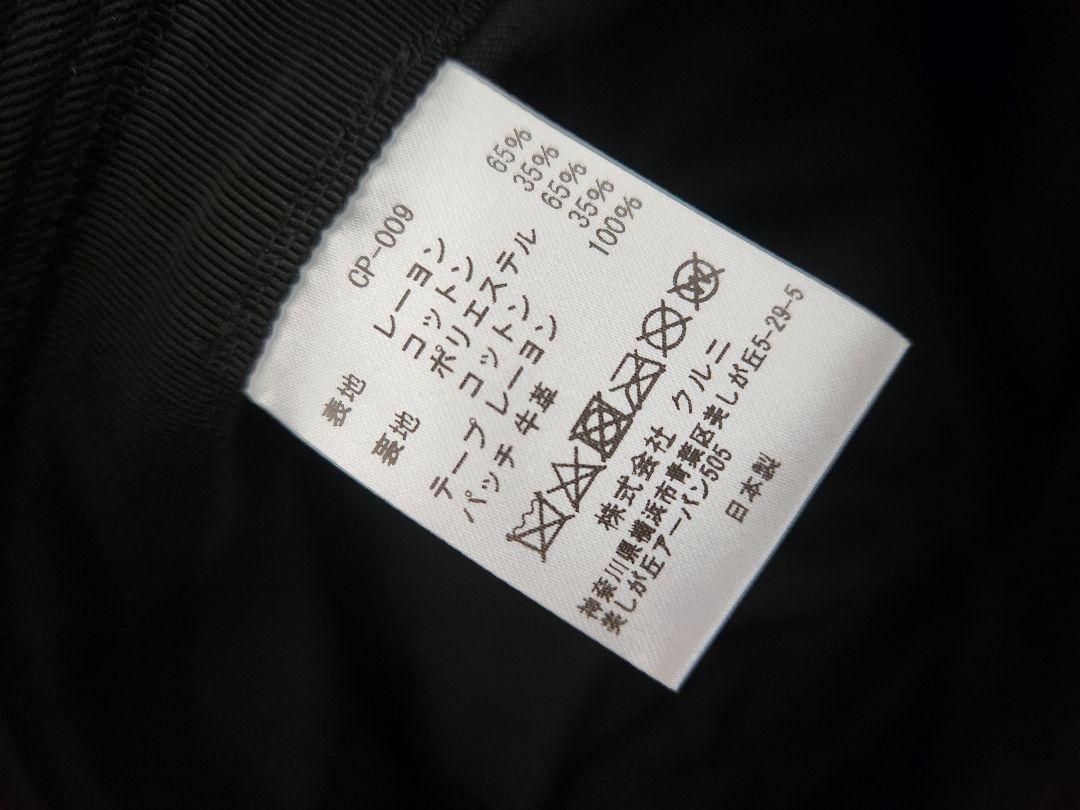 CP-009
表地 レーヨン 65%
コットン 35%
裏地 ポリエステル 65%
コットン 35%
テープ レーヨン 100%
パッチ 牛革
株式会社 クルニ
神奈川県横浜市青葉区美しが丘5-29-5
美しが丘アーバン505
日本製